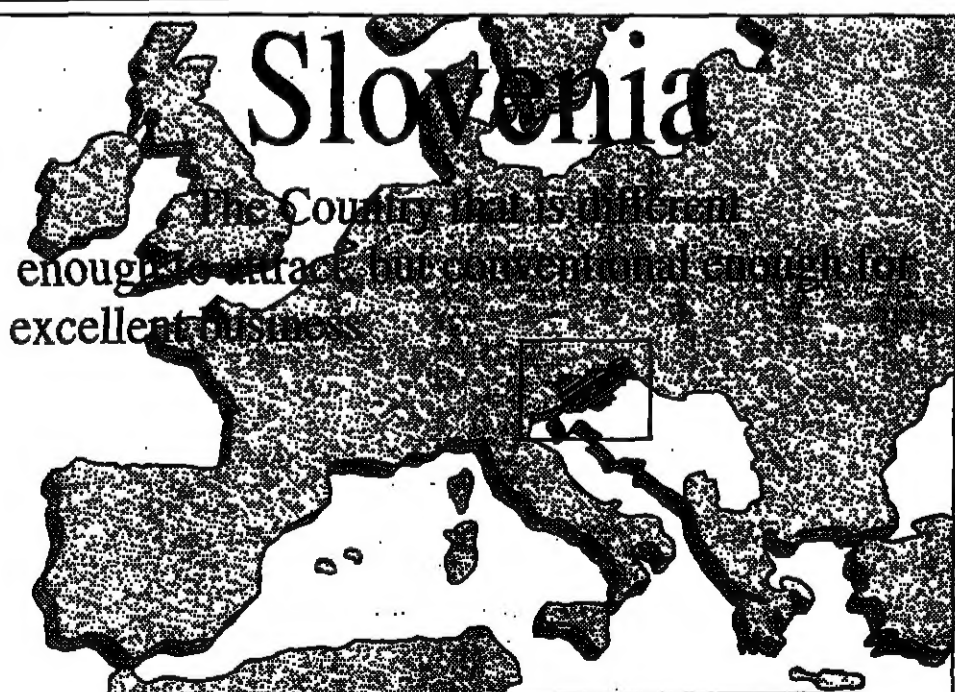 Slovenia
The Country that is different
enough to attract, but conventional enough for
excellent business